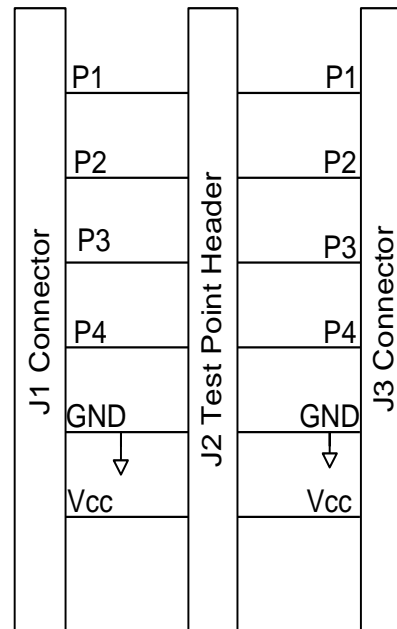 J1 Connector
P1
P2
P3
P4
GND
Vcc
J2 Test Point Header
P1
P2
P3
P4
GND
Vcc
J3 Connector